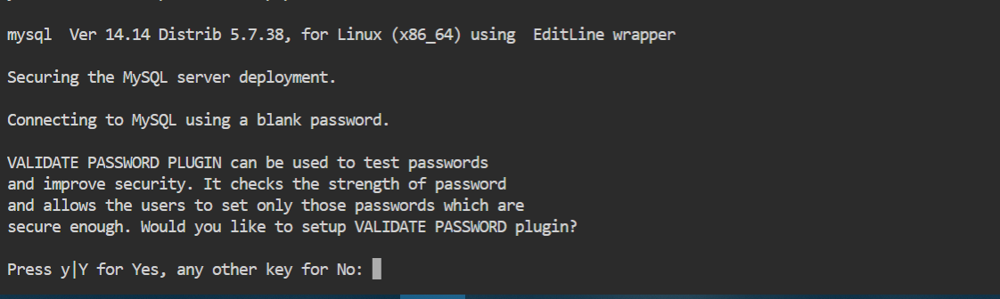 mysql  Ver 14.14 Distrib 5.7.38, for Linux (x86_64) using  EditLine wrapper
Securing the MySQL server deployment.
Connecting to MySQL using a blank password.
VALIDATE PASSWORD PLUGIN can be used to test passwords
and improve security. It checks the strength of password
and allows the users to set only those passwords which are
secure enough. Would you like to setup VALIDATE PASSWORD plugin?
Press y|Y for Yes, any other key for No: